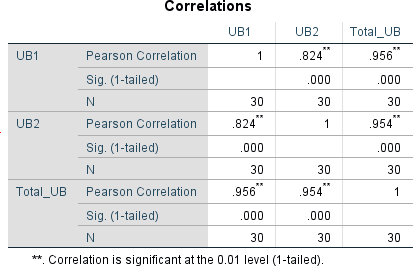 Correlations
UB1 UB2 Total_UB
UB1 Pearson Correlation 1 .824** .956**
Sig. (1-tailed) .000 .000
N 30 30 30
UB2 Pearson Correlation .824** 1 .954**
Sig. (1-tailed) .000 .000
N 30 30 30
Total_UB Pearson Correlation .956** .954** 1
Sig. (1-tailed) .000 .000
N 30 30 30
**. Correlation is significant at the 0.01 level (1-tailed).